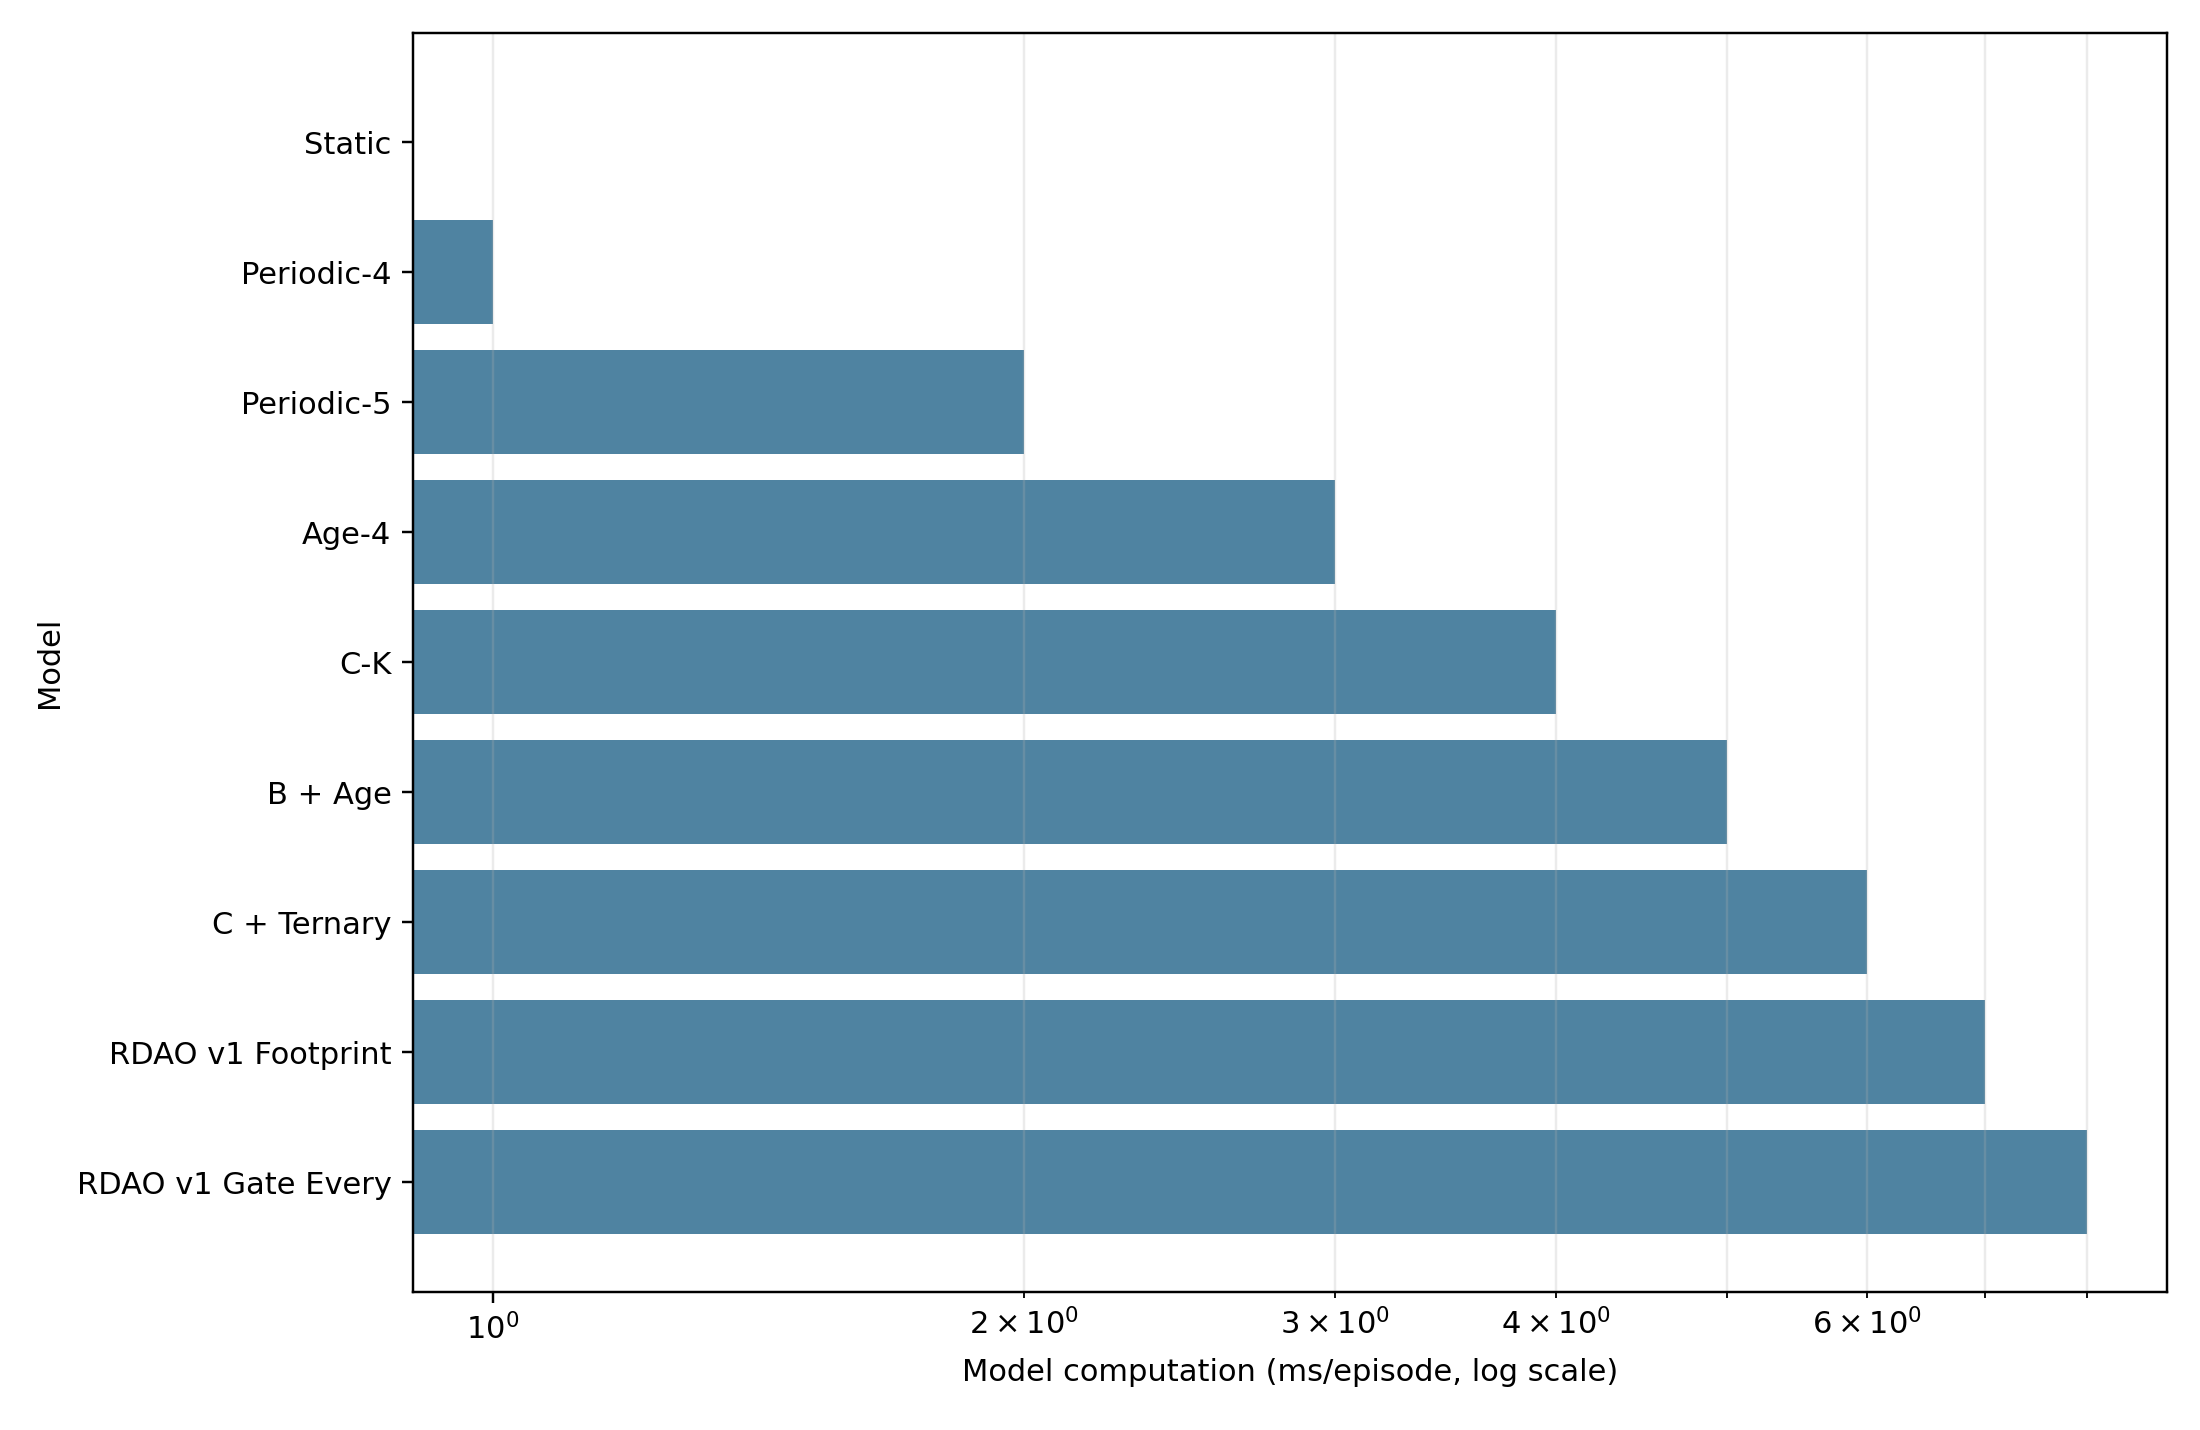 Static
Periodic-4
Periodic-5
Age-4
C-K
B + Age
C + Ternary
RDAO v1 Footprint
RDAO v1 Gate Every
Model
10⁰
2 × 10⁰
3 × 10⁰
4 × 10⁰
6 × 10⁰
Model computation (ms/episode, log scale)